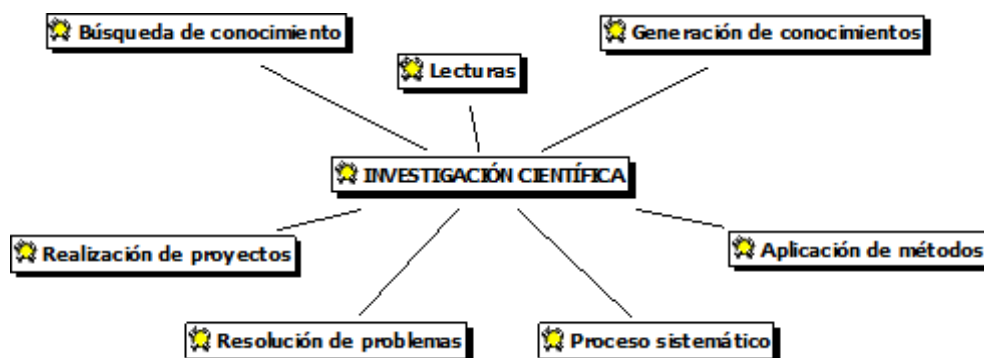 Búsqueda de conocimiento
Generación de conocimientos
Lecturas
INVESTIGACIÓN CIENTÍFICA
Realización de proyectos
Aplicación de métodos
Resolución de problemas
Proceso sistemático